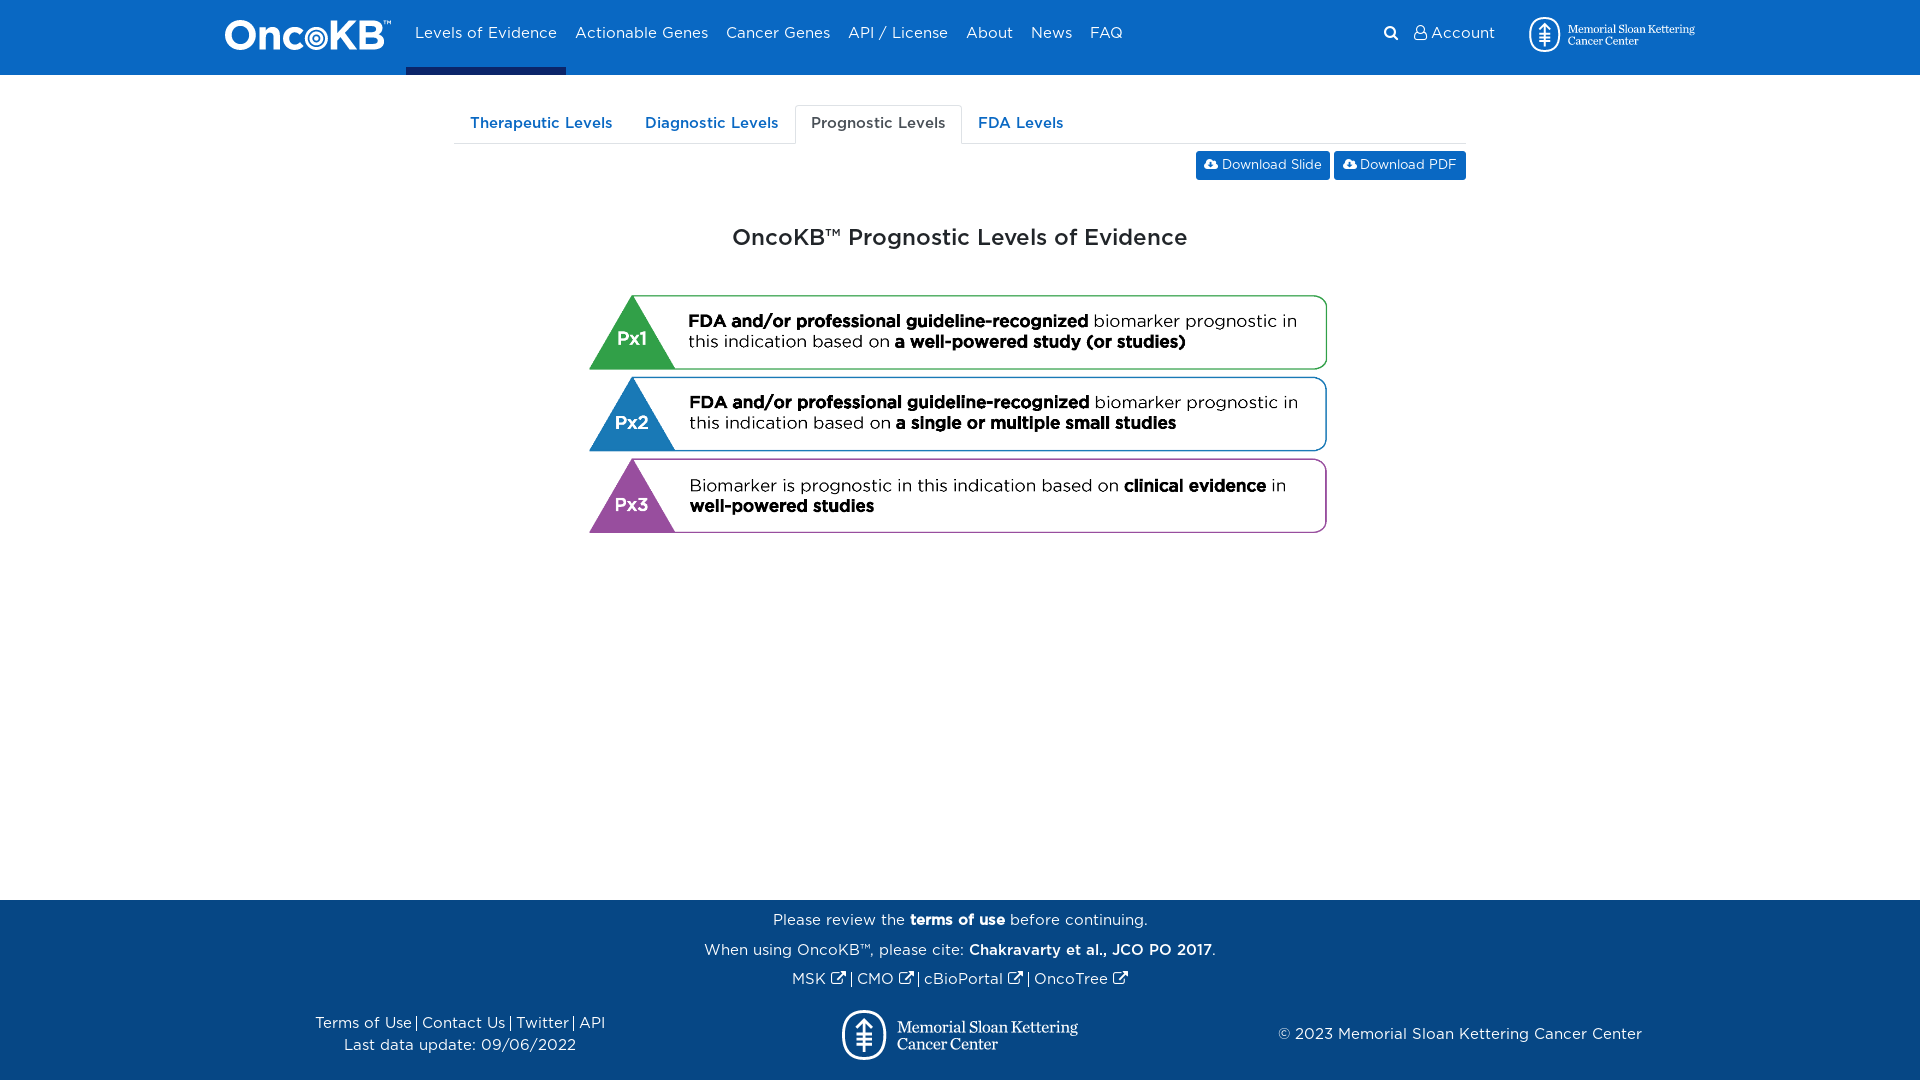 OncoKB™
Levels of Evidence
Actionable Genes
Cancer Genes
API / License
About
News
FAQ
Account
Memorial Sloan Kettering
Cancer Center
Therapeutic Levels
Diagnostic Levels
Prognostic Levels
FDA Levels
Download Slide
Download PDF
OncoKB™ Prognostic Levels of Evidence
Px1
FDA and/or professional guideline-recognized biomarker prognostic in
this indication based on a well-powered study (or studies)
Px2
FDA and/or professional guideline-recognized biomarker prognostic in
this indication based on a single or multiple small studies
Px3
Biomarker is prognostic in this indication based on clinical evidence in
well-powered studies
Please review the terms of use before continuing.
When using OncoKB™, please cite: Chakravarty et al., JCO PO 2017.
MSK | CMO | cBioPortal | OncoTree
Terms of Use | Contact Us | Twitter | API
Last data update: 09/06/2022
Memorial Sloan Kettering
Cancer Center
© 2023 Memorial Sloan Kettering Cancer Center